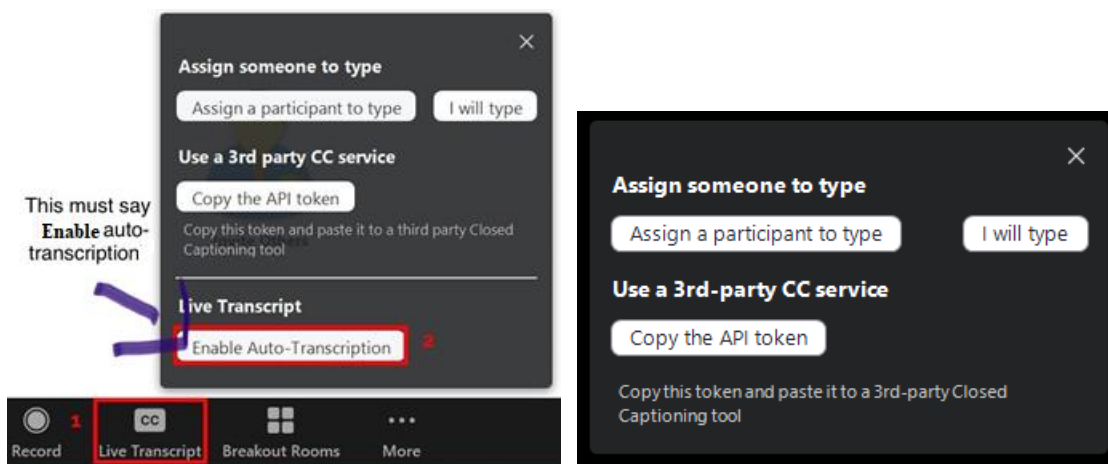 Assign someone to type
Assign a participant to type
I will type
Use a 3rd party CC service
Copy the API token
Copy this token and paste it to a third party Closed
Captioning tool
This must say
Enable auto-
transcription
Live Transcript
Enable Auto-Transcription
2
1
CC
Record
Live Transcript
Breakout Rooms
More
Assign someone to type
Assign a participant to type
I will type
Use a 3rd-party CC service
Copy the API token
Copy this token and paste it to a 3rd-party Closed
Captioning tool